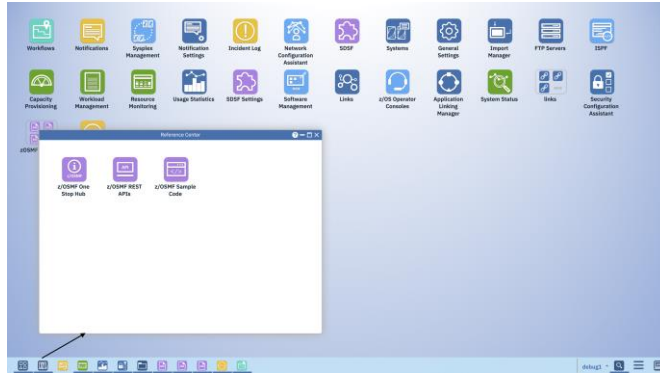 Workflows
Notifications
Sysplex
Management
Notification
Settings
Incident Log
Network
Configuration
Assistant
SDSF
Systems
General
Settings
Import
Manager
FTP Servers
ISPF
Capacity
Provisioning
Workload
Management
Resource
Monitoring
Usage Statistics
SDSF Settings
Software
Management
Links
z/OS Operator
Consoles
Application
Linking
Manager
System Status
links
Security
Configuration
Assistant
Reference Center
z/OSMF One
Stop Hub
z/OSMF REST
APIs
z/OSMF Sample
Code
debug1